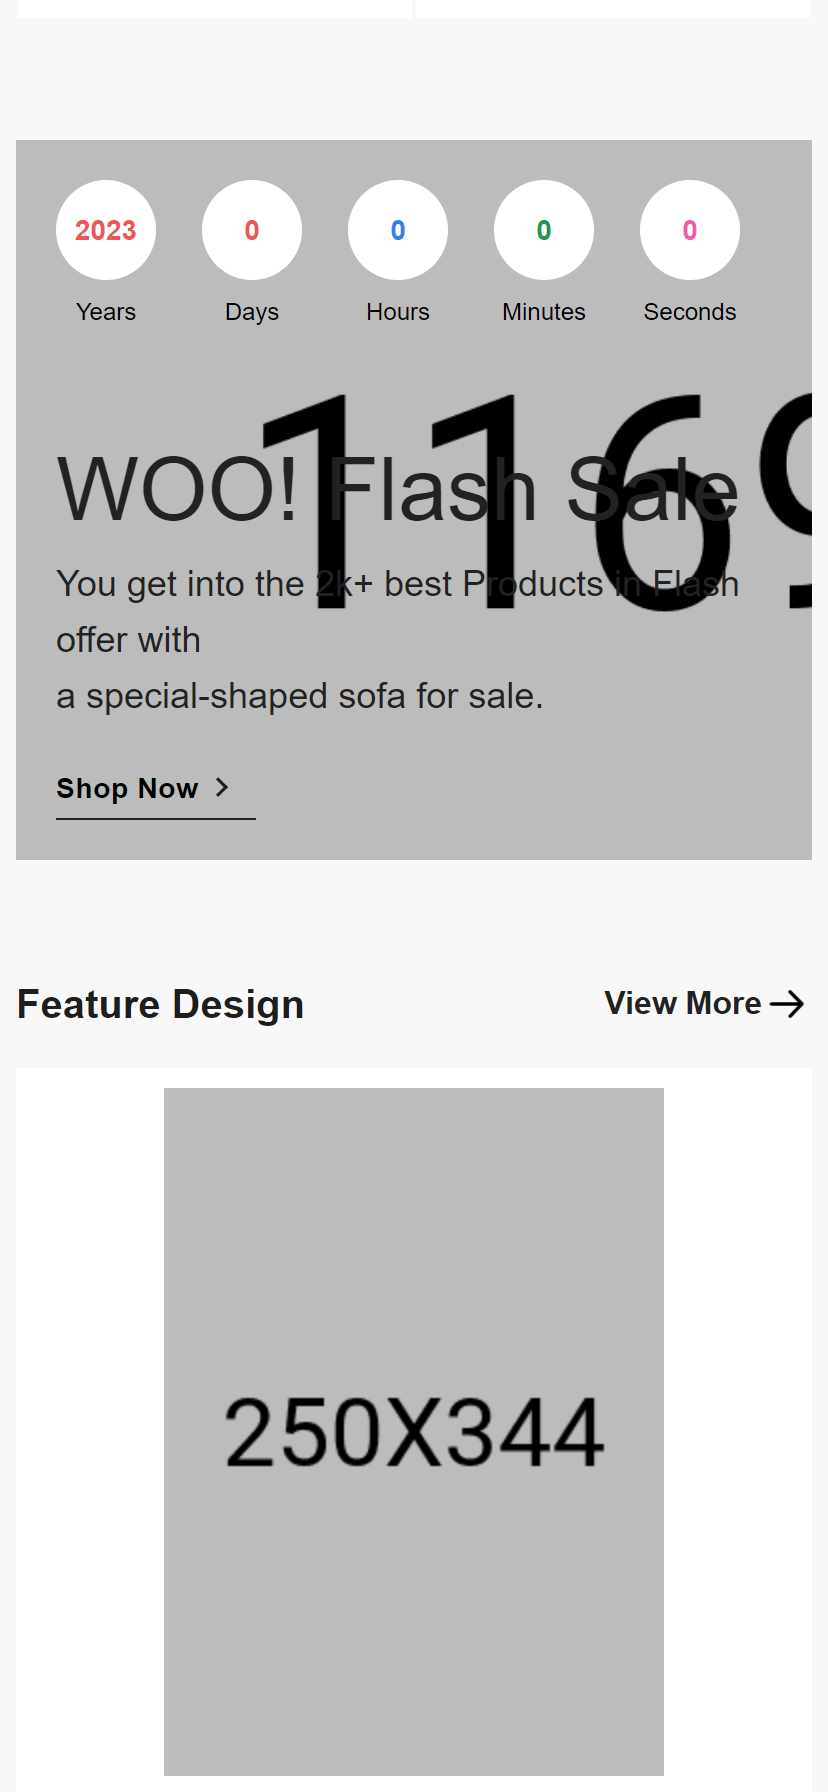 2023 0 0 0 0
Years Days Hours Minutes Seconds
1169
WOO! Flash Sale
You get into the 2k+ best Products in Flash
offer with
a special-shaped sofa for sale.
Shop Now
Feature Design View More
250X344